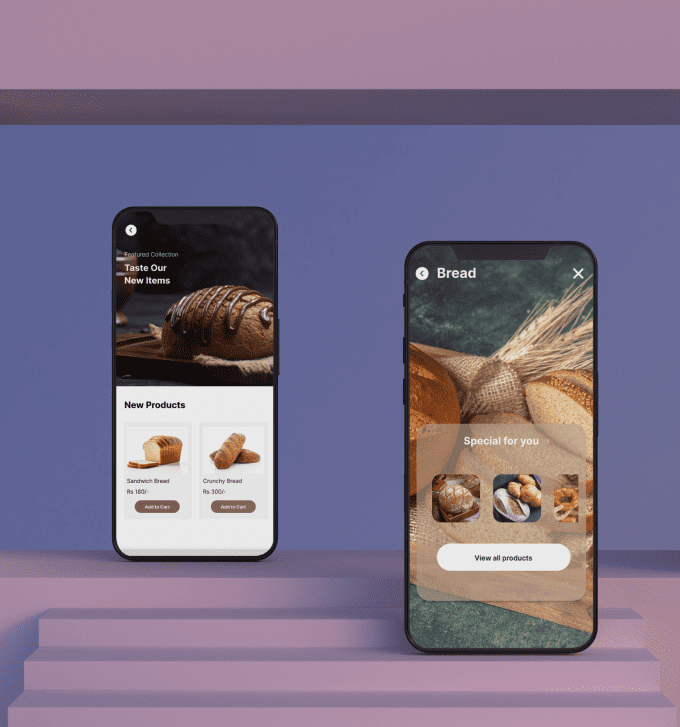 Featured Collection
Taste Our
New Items
New Products
Sandwich Bread
Rs 180/-
Add to Cart
Crunchy Bread
Rs 300/-
Add to Cart
Bread
Special for you
View all products